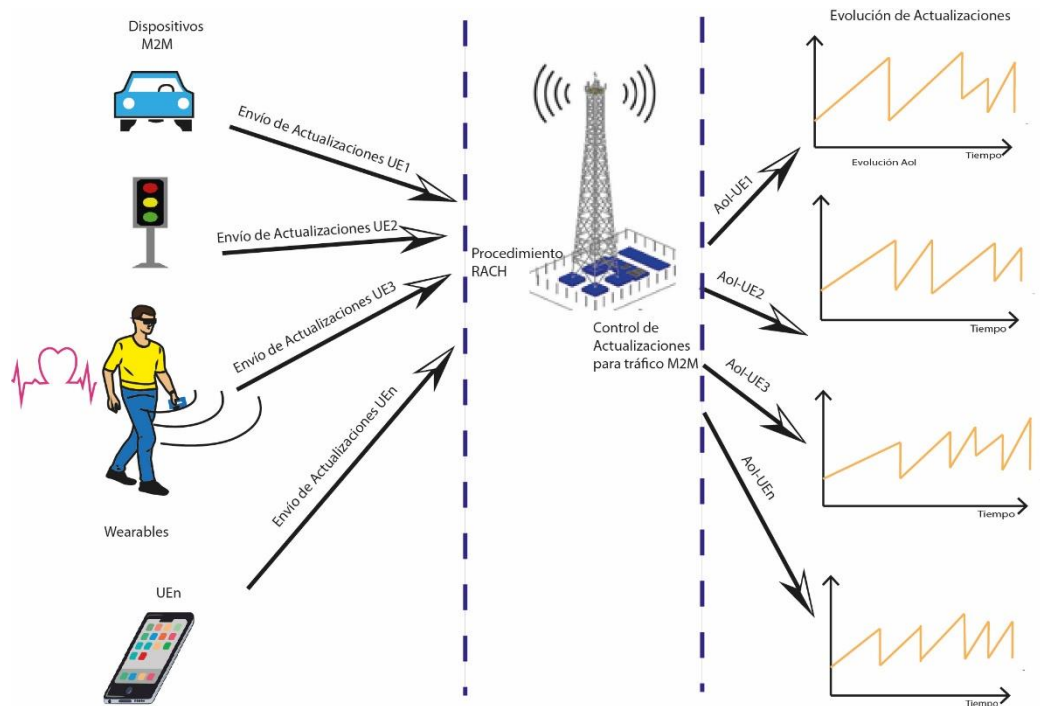 Dispositivos
M2M
Envío de Actualizaciones UE1
Envío de Actualizaciones UE2
Envío de Actualizaciones UE3
Envío de Actualizaciones UEn
Wearables
UEn
Procedimiento
RACH
Control de
Actualizaciones
para tráfico M2M
AoI-UE1
AoI-UE2
AoI-UE3
AoI-UEn
Evolución de Actualizaciones
Evolución AoI
Tiempo
Tiempo
Tiempo
Tiempo